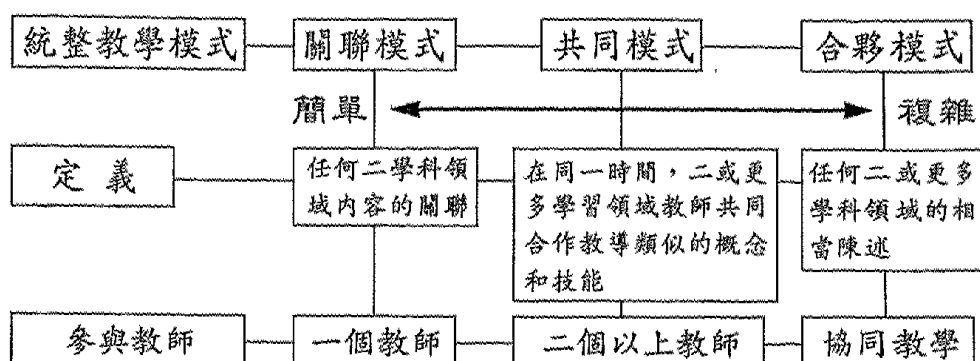 統整教學模式
關聯模式
共同模式
合夥模式
簡單
複雜
定義
任何二學科領
域內容的關聯
在同一時間，二或更
多學習領域教師共同
合作教導類似的概念
和技能
任何二或更多
學科領域的相
當陳述
參與教師
一個教師
二個以上教師
協同教學